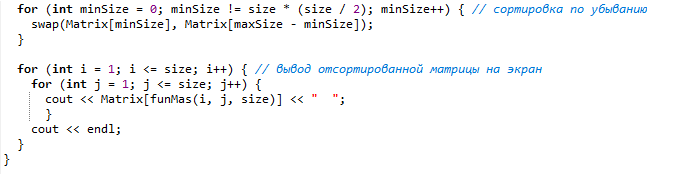 for (int minSize = 0; minSize != size * (size / 2); minSize++) { // сортировка по убыванию
swap(Matrix[minSize], Matrix[maxSize - minSize]);
}
for (int i = 1; i <= size; i++) { // вывод отсортированной матрицы на экран
for (int j = 1; j <= size; j++) {
cout << Matrix[funMas(i, j, size)] << "  ";
}
cout << endl;
}
}